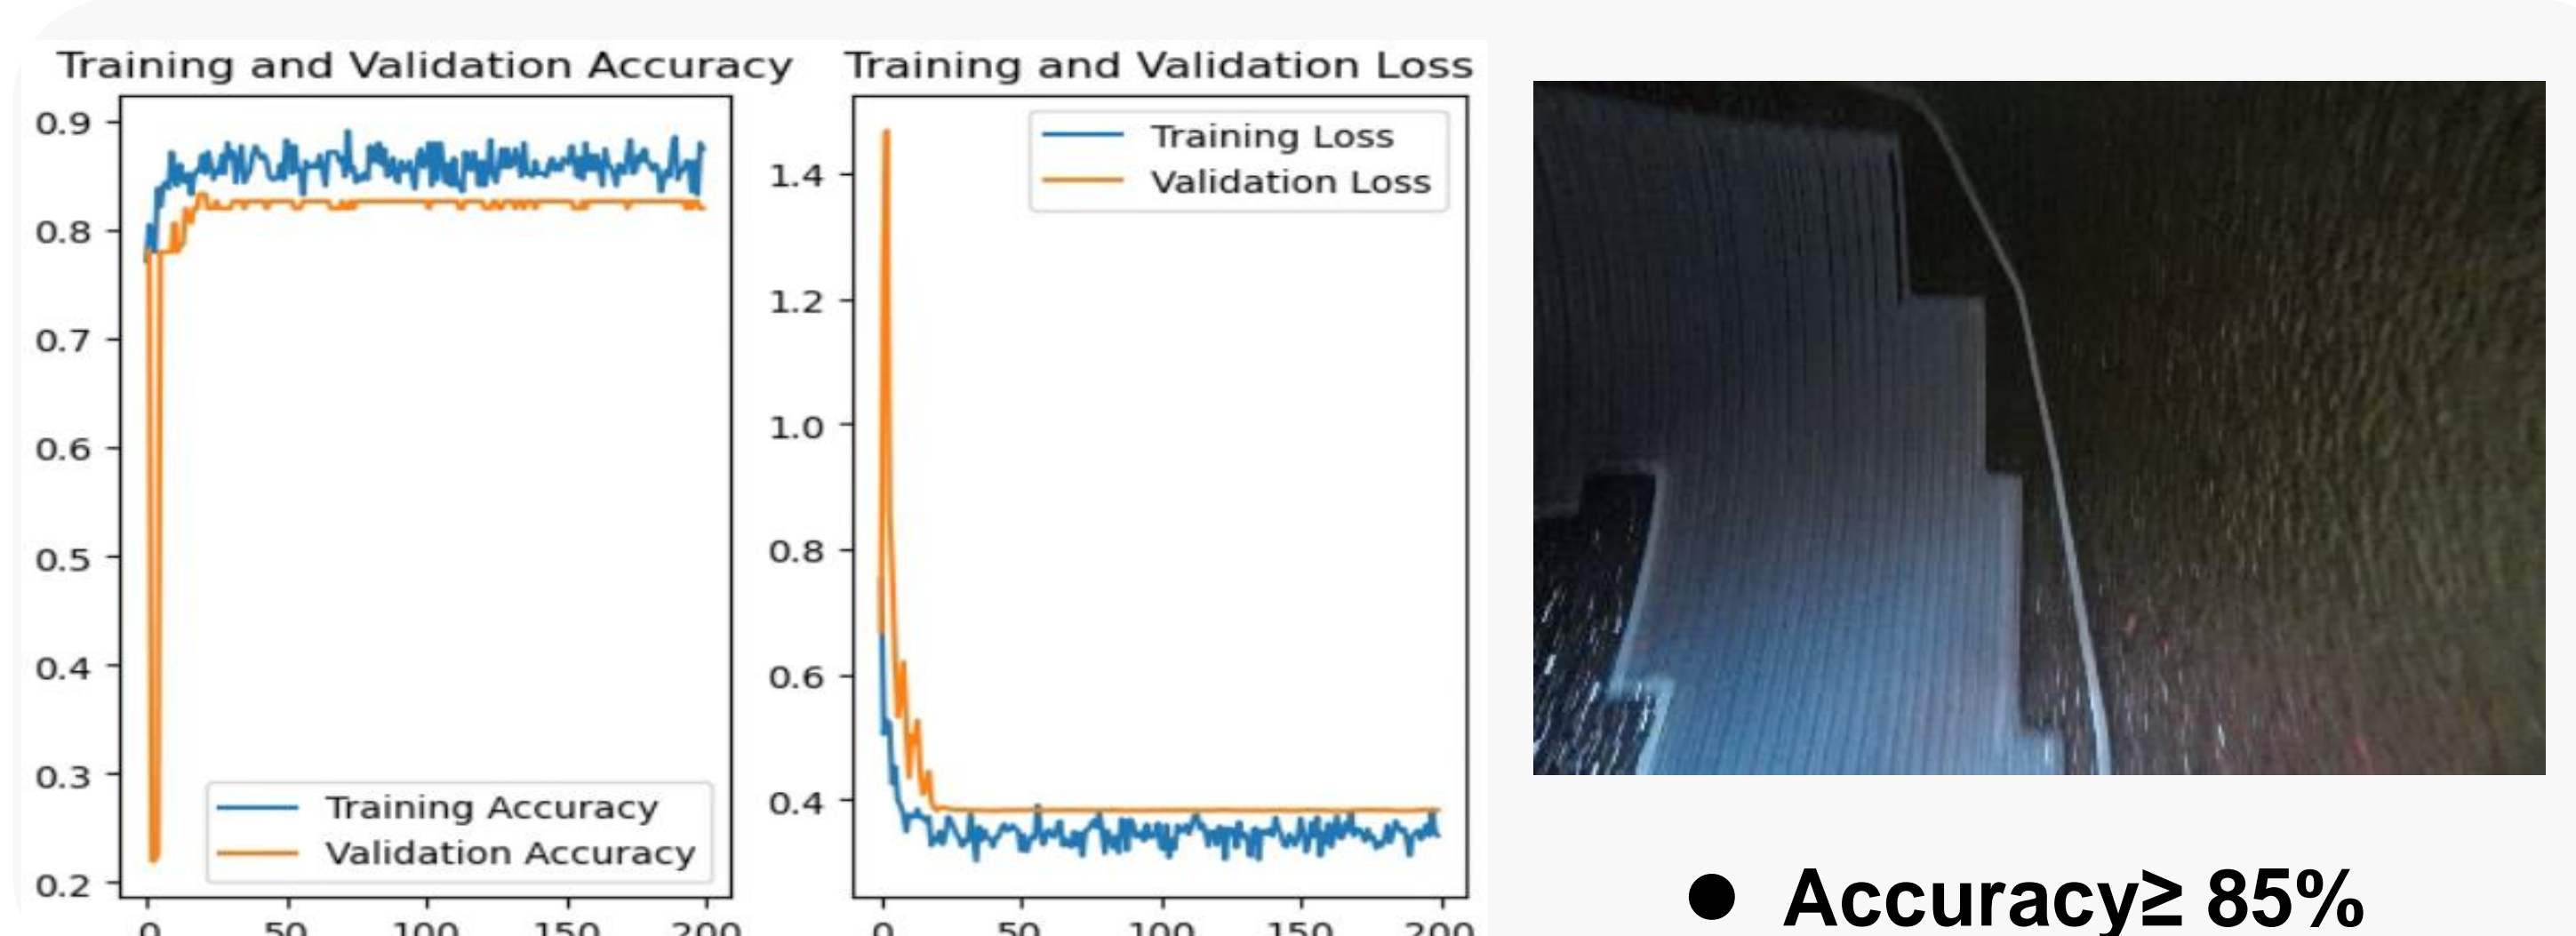 Training and Validation Accuracy
0.9
0.8
0.7
0.6
0.5
0.4
0.3
0.2
Training Accuracy
Validation Accuracy
0 50 100 150 200
Training and Validation Loss
1.4
1.2
1.0
0.8
0.6
0.4
Training Loss
Validation Loss
0 50 100 150 200
● Accuracy≥ 85%